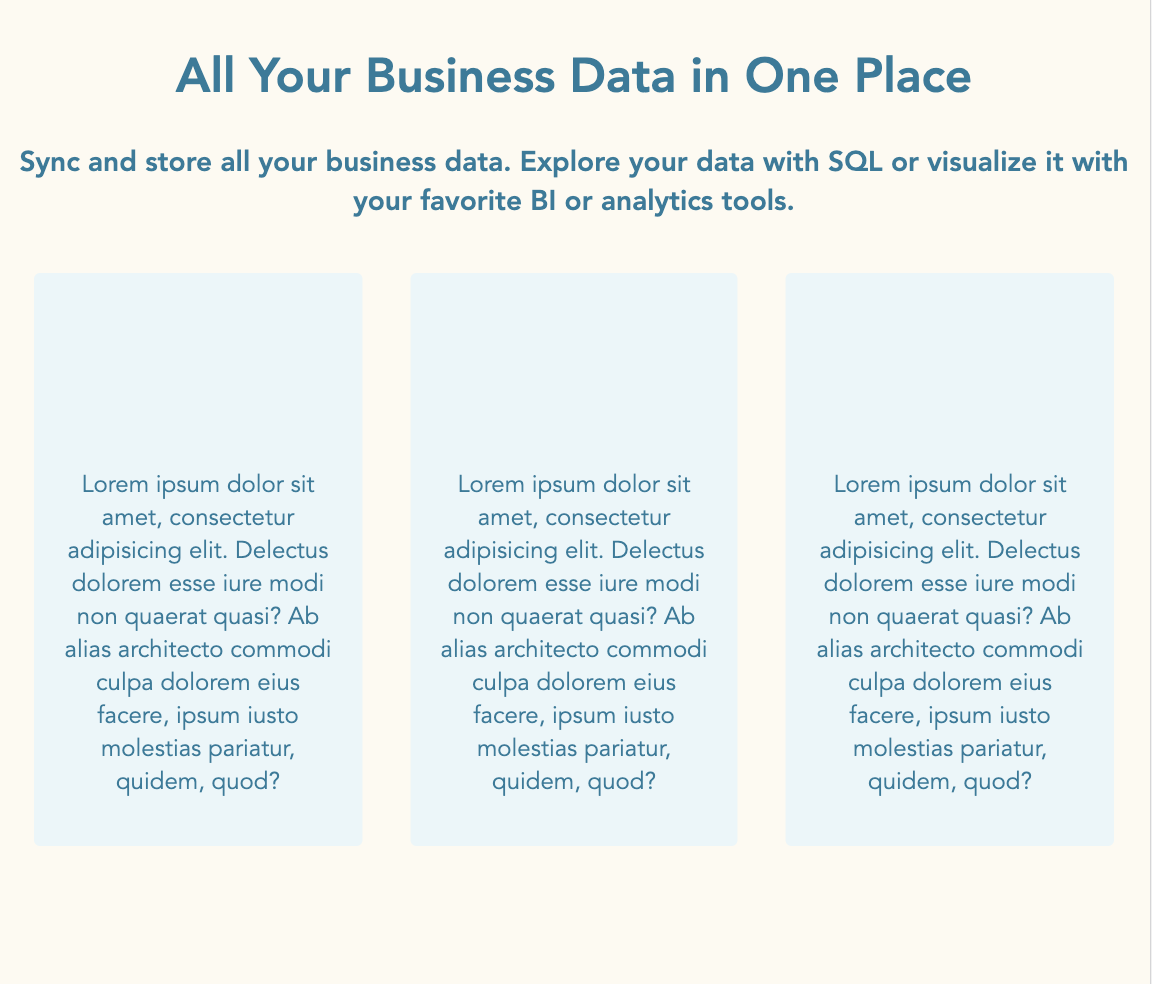 All Your Business Data in One Place
Sync and store all your business data. Explore your data with SQL or visualize it with
your favorite BI or analytics tools.
Lorem ipsum dolor sit
amet, consectetur
adipisicing elit. Delectus
dolorem esse iure modi
non quaerat quasi? Ab
alias architecto commodi
culpa dolorem eius
facere, ipsum iusto
molestias pariatur,
quidem, quod?
Lorem ipsum dolor sit
amet, consectetur
adipisicing elit. Delectus
dolorem esse iure modi
non quaerat quasi? Ab
alias architecto commodi
culpa dolorem eius
facere, ipsum iusto
molestias pariatur,
quidem, quod?
Lorem ipsum dolor sit
amet, consectetur
adipisicing elit. Delectus
dolorem esse iure modi
non quaerat quasi? Ab
alias architecto commodi
culpa dolorem eius
facere, ipsum iusto
molestias pariatur,
quidem, quod?